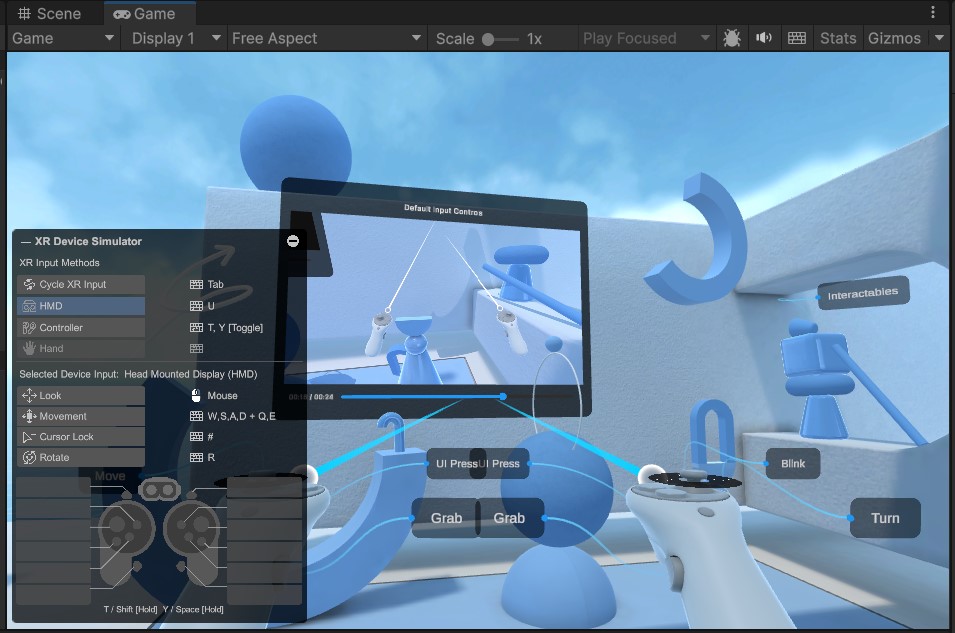 Scene
Game
Game
Display 1
Free Aspect
Scale
1x
Play Focused
Stats
Gizmos
Default Input Controls
00:18 / 00:24
XR Device Simulator
XR Input Methods
Cycle XR Input
Tab
HMD
U
Controller
T, Y [Toggle]
Hand
Selected Device Input: Head Mounted Display (HMD)
Look
Mouse
Movement
W,S,A,D + Q,E
Cursor Lock
#
Rotate
R
Move
T / Shift [Hold] Y / Space [Hold]
Interactables
UI Press
UI Press
Blink
Grab
Grab
Turn